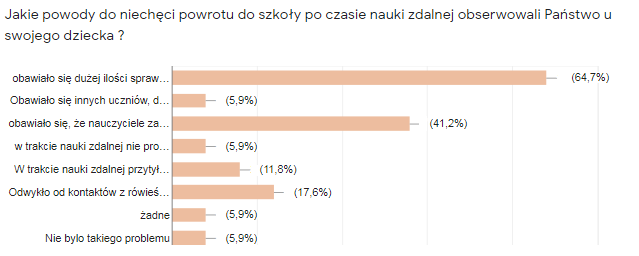 Jakie powody do niechęci powrotu do szkoły po czasie nauki zdalnej obserwowali Państwo u
swojego dziecka ?
obawiało się dużej ilości spraw… (64,7%)
Obawiało się innych uczniów, d… (5,9%)
obawiało się, że nauczyciele za… (41,2%)
w trakcie nauki zdalnej nie pro… (5,9%)
W trakcie nauki zdalnej przytył… (11,8%)
Odwykło od kontaktów z rówieś… (17,6%)
żadne (5,9%)
Nie bylo takiego problemu (5,9%)